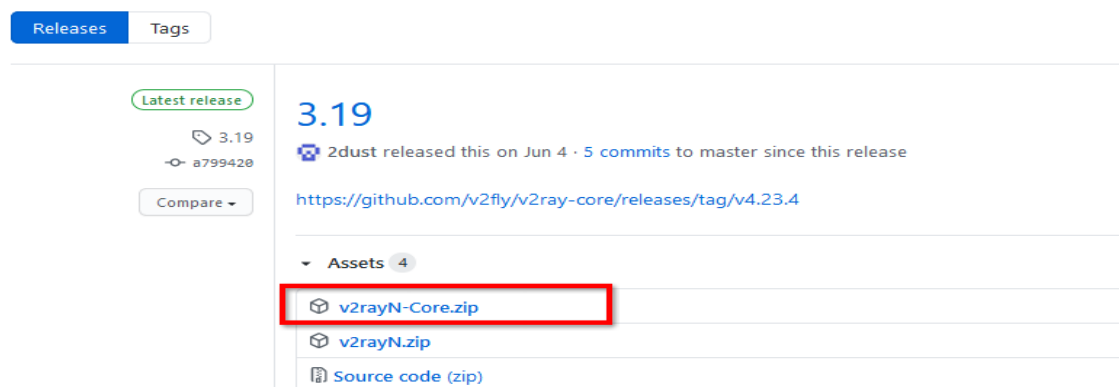 Releases Tags
Latest release
3.19
a799420
Compare
3.19
2dust released this on Jun 4 · 5 commits to master since this release
https://github.com/v2fly/v2ray-core/releases/tag/v4.23.4
Assets 4
v2rayN-Core.zip
v2rayN.zip
Source code (zip)